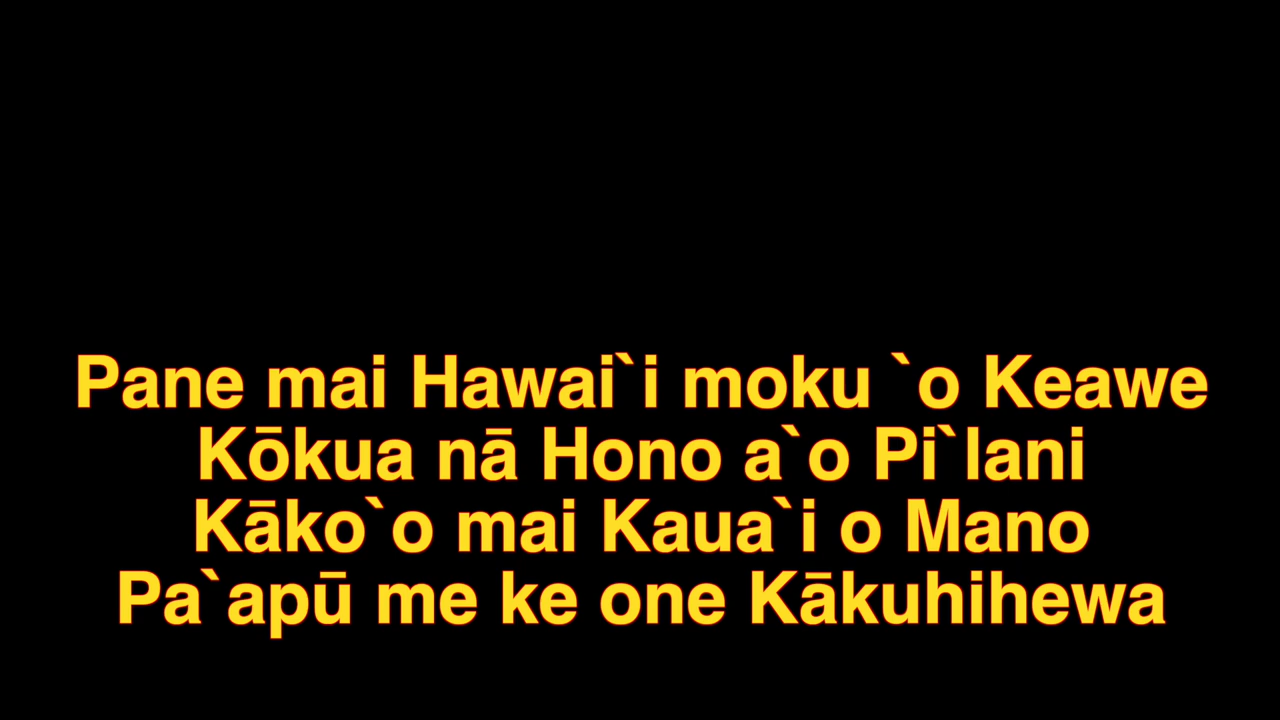 Pane mai Hawai`i moku `o Keawe
Kōkua nā Hono a`o Pi`lani
Kāko`o mai Kaua`i o Mano
Pa`apū me ke one Kākuhihewa